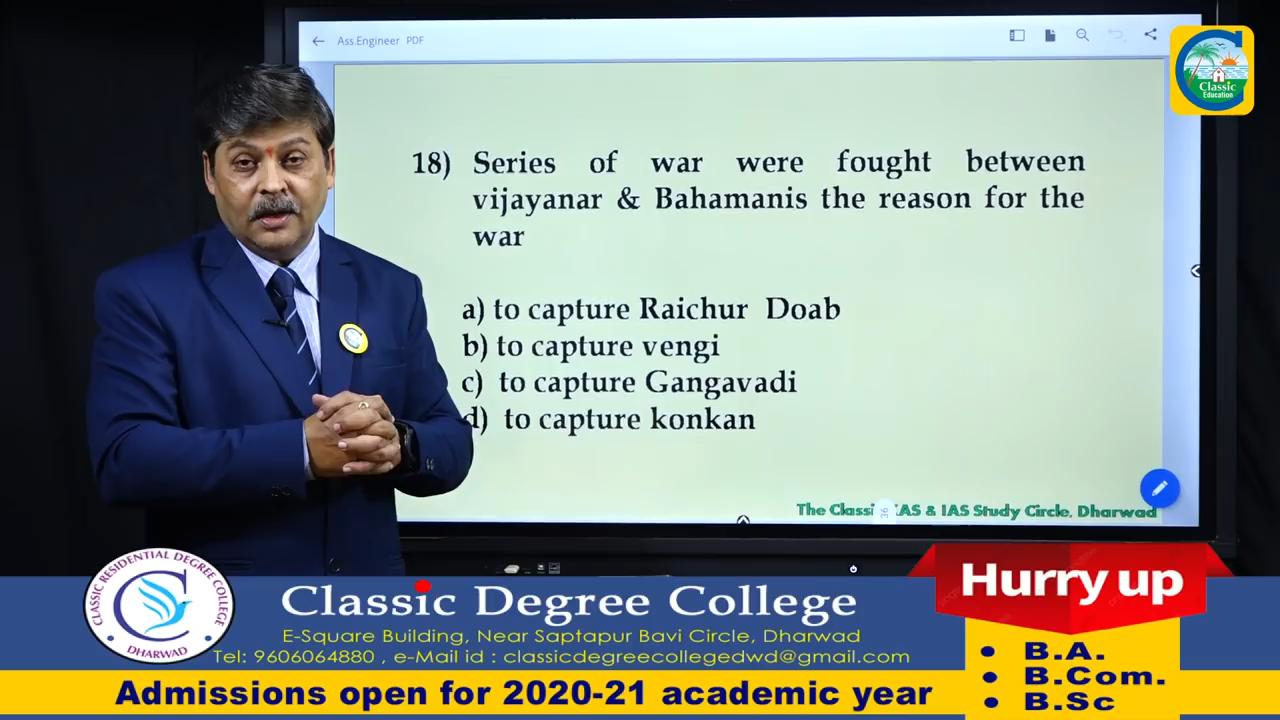 Ass.Engineer PDF
Classic
Education
18) Series of war were fought between
vijayanar & Bahamanis the reason for the
war
a) to capture Raichur Doab
b) to capture vengi
c) to capture Gangavadi
d) to capture konkan
The Classi AS & IAS Study Circle, Dharwad
CLASSIC RESIDENTIAL DEGREE COLLEGE
DHARWAD
Classic Degree College
E-Square Building, Near Saptapur Bavi Circle, Dharwad
Tel: 9606064880 , e-Mail id : classicdegreecollegedwd@gmail.com
Admissions open for 2020-21 academic year
Hurry up
• B.A.
• B.Com.
• B.Sc